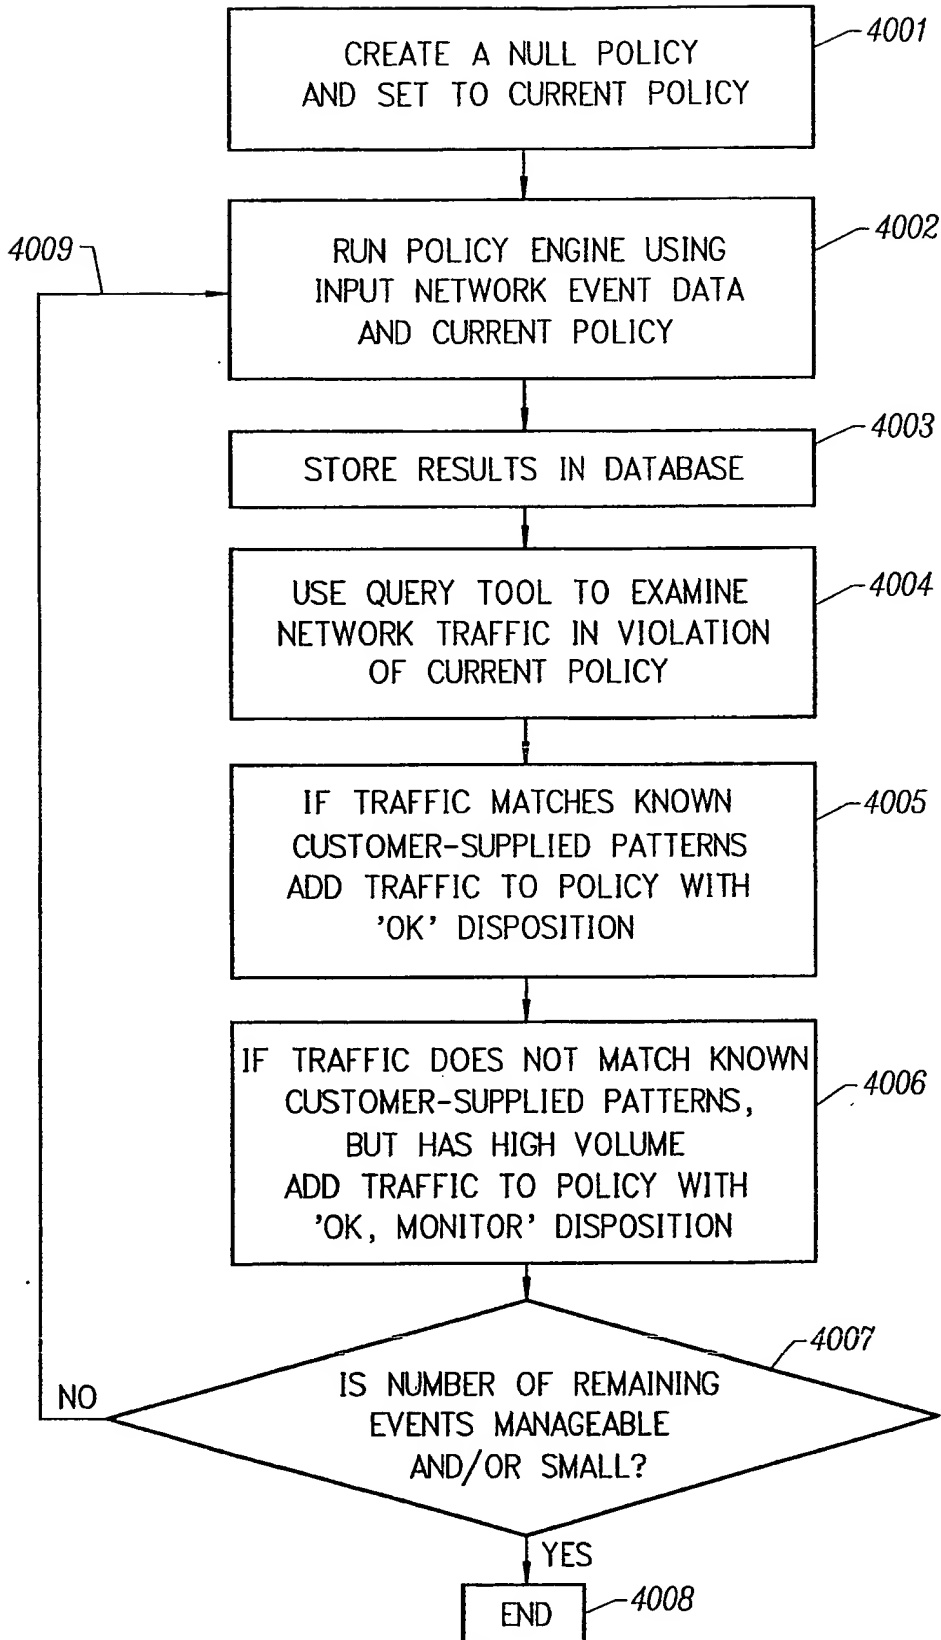 CREATE A NULL POLICY
AND SET TO CURRENT POLICY
4001
RUN POLICY ENGINE USING
INPUT NETWORK EVENT DATA
AND CURRENT POLICY
4002
4009
STORE RESULTS IN DATABASE
4003
USE QUERY TOOL TO EXAMINE
NETWORK TRAFFIC IN VIOLATION
OF CURRENT POLICY
4004
IF TRAFFIC MATCHES KNOWN
CUSTOMER-SUPPLIED PATTERNS
ADD TRAFFIC TO POLICY WITH
'OK' DISPOSITION
4005
IF TRAFFIC DOES NOT MATCH KNOWN
CUSTOMER-SUPPLIED PATTERNS,
BUT HAS HIGH VOLUME
ADD TRAFFIC TO POLICY WITH
'OK, MONITOR' DISPOSITION
4006
IS NUMBER OF REMAINING
EVENTS MANAGEABLE
AND/OR SMALL?
4007
NO
YES
END
4008